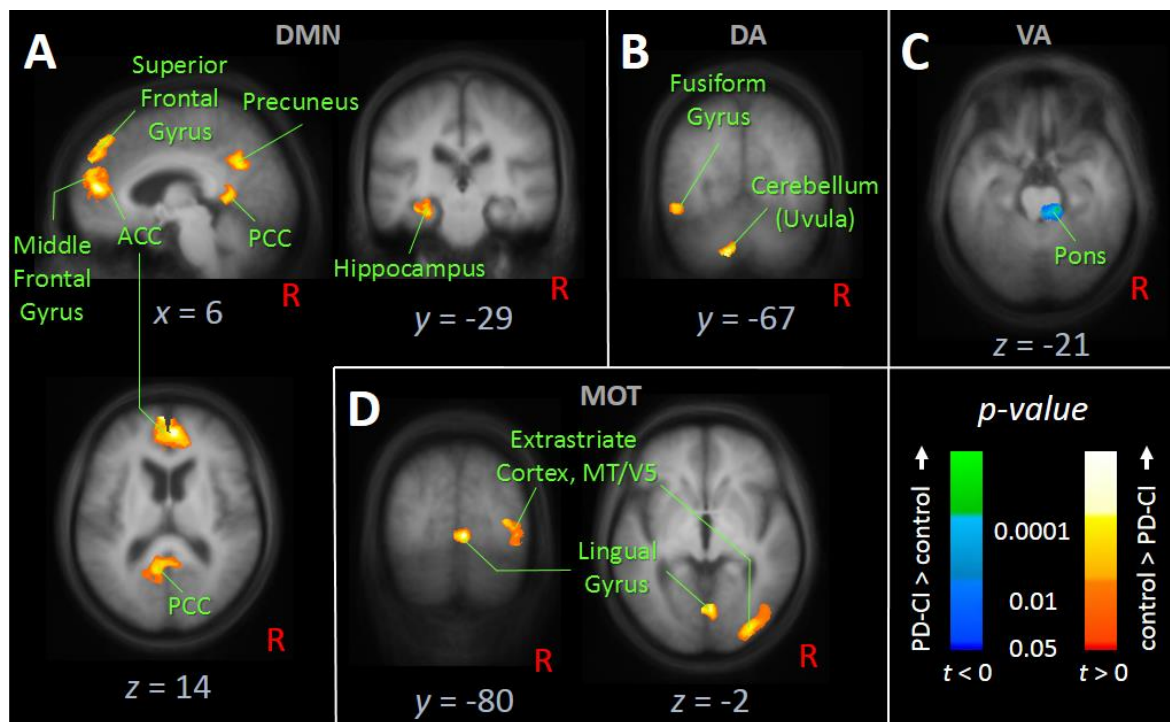 A
DMN
Superior
Frontal
Gyrus
Precuneus
ACC
PCC
Middle
Frontal
Gyrus
Hippocampus
R
R
x = 6
y = -29
PCC
R
z = 14
B
DA
Fusiform
Gyrus
Cerebellum
(Uvula)
R
y = -67
C
VA
Pons
R
z = -21
D
MOT
Extrastriate
Cortex, MT/V5
Lingual
Gyrus
R
R
y = -80
z = -2
p-value
PD-CI > control
0.0001
0.01
0.05
control > PD-CI
t < 0
t > 0